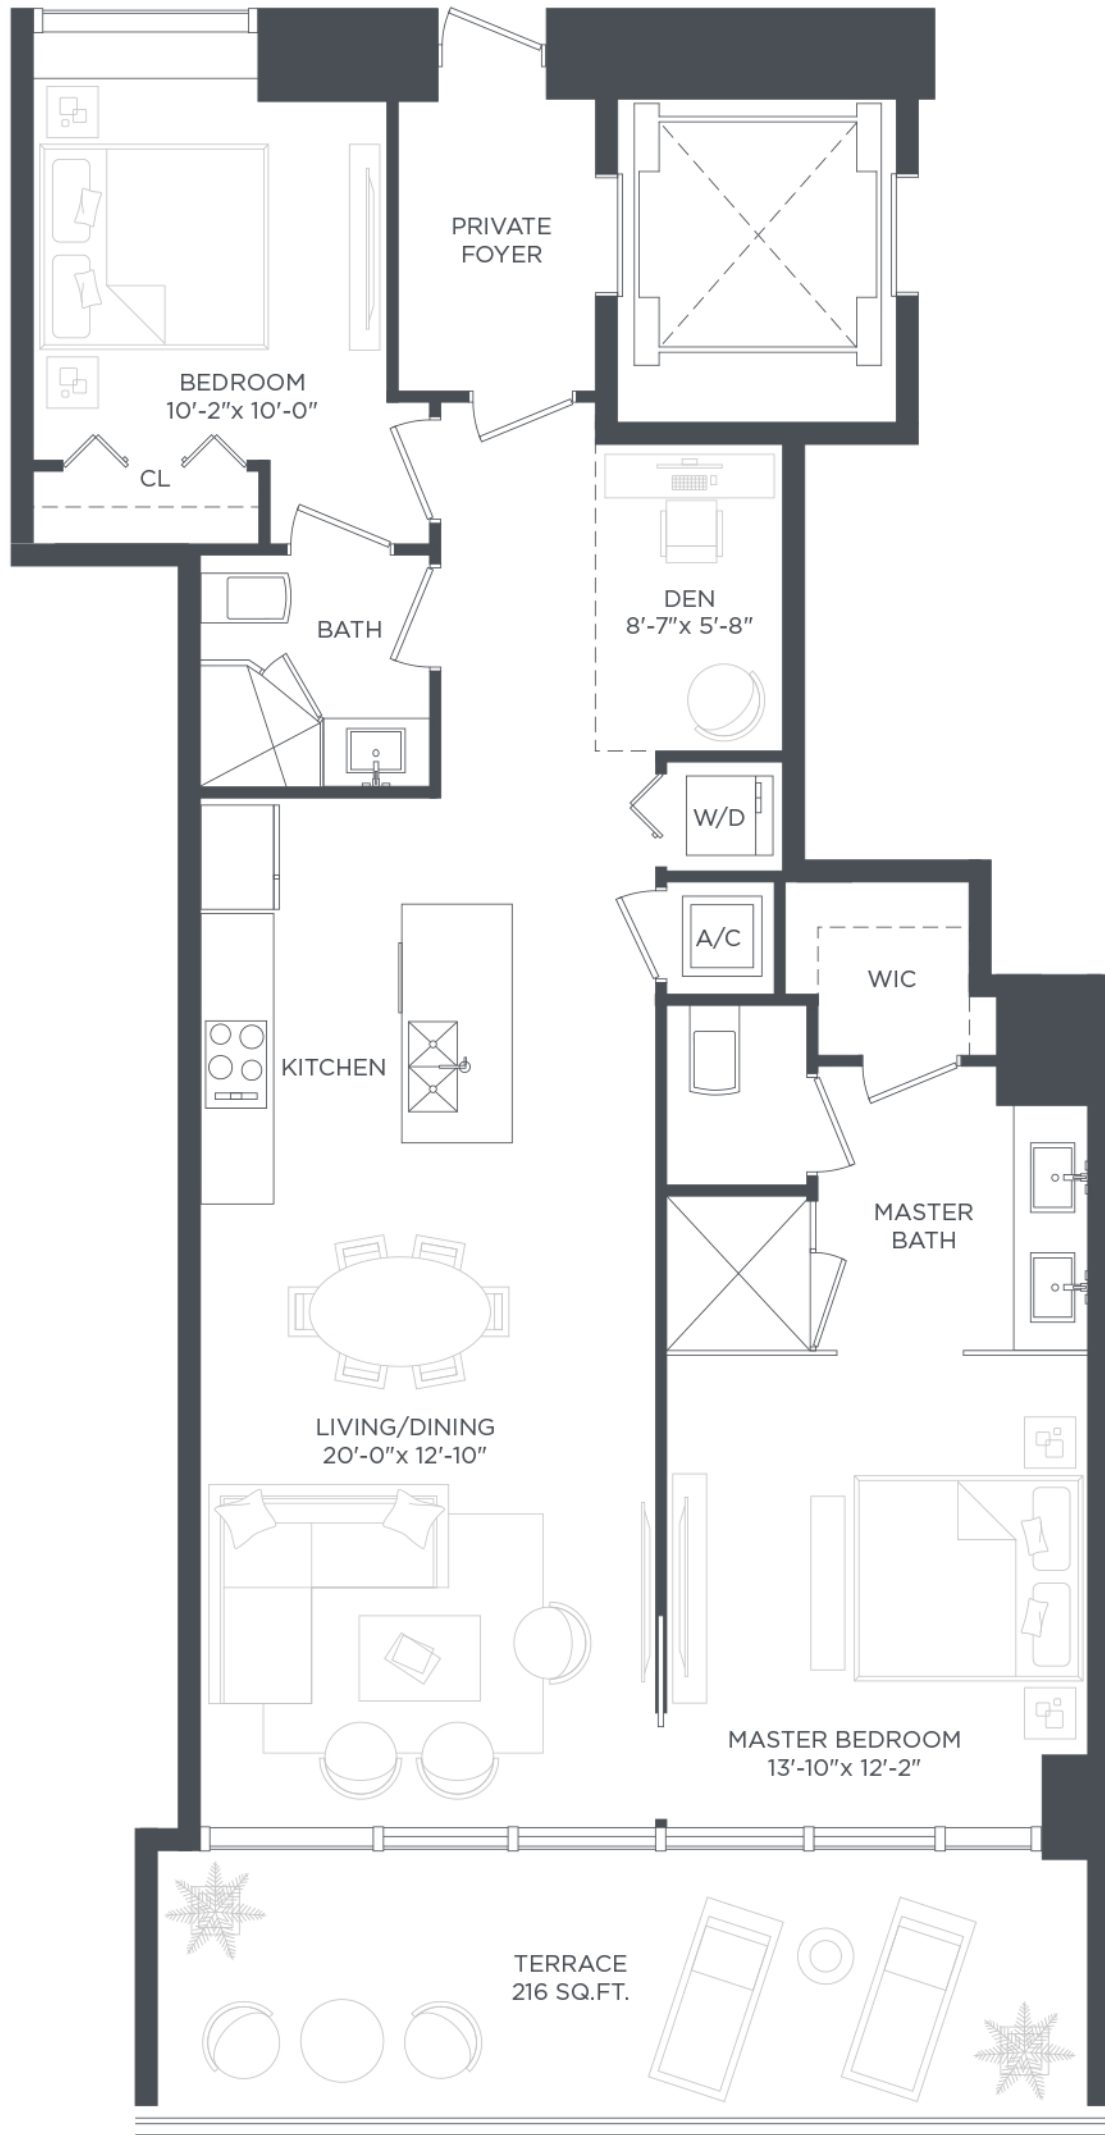 PRIVATE
FOYER
BEDROOM
10'-2"x 10'-0"
CL
DEN
8'-7"x 5'-8"
BATH
W/D
A/C
WIC
KITCHEN
MASTER
BATH
LIVING/DINING
20'-0"x 12'-10"
MASTER BEDROOM
13'-10"x 12'-2"
TERRACE
216 SQ.FT.